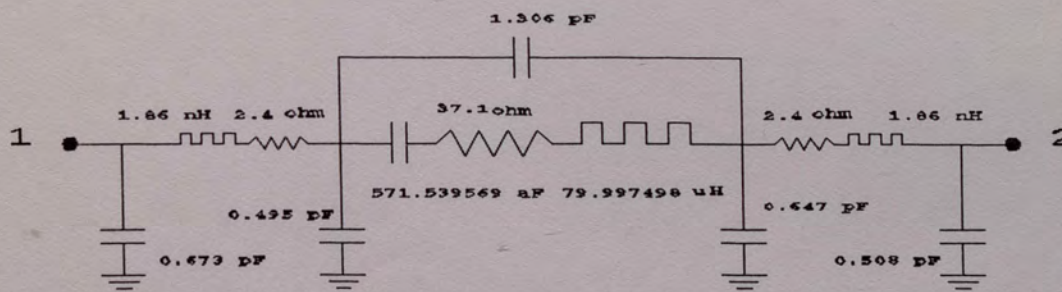 1.306 pF
1.86 nH 2.4 ohm 37.1ohm 2.4 ohm 1.86 nH
1 2
571.539569 aF 79.997498 uH
0.495 pF 0.647 pF
0.673 pF 0.508 pF